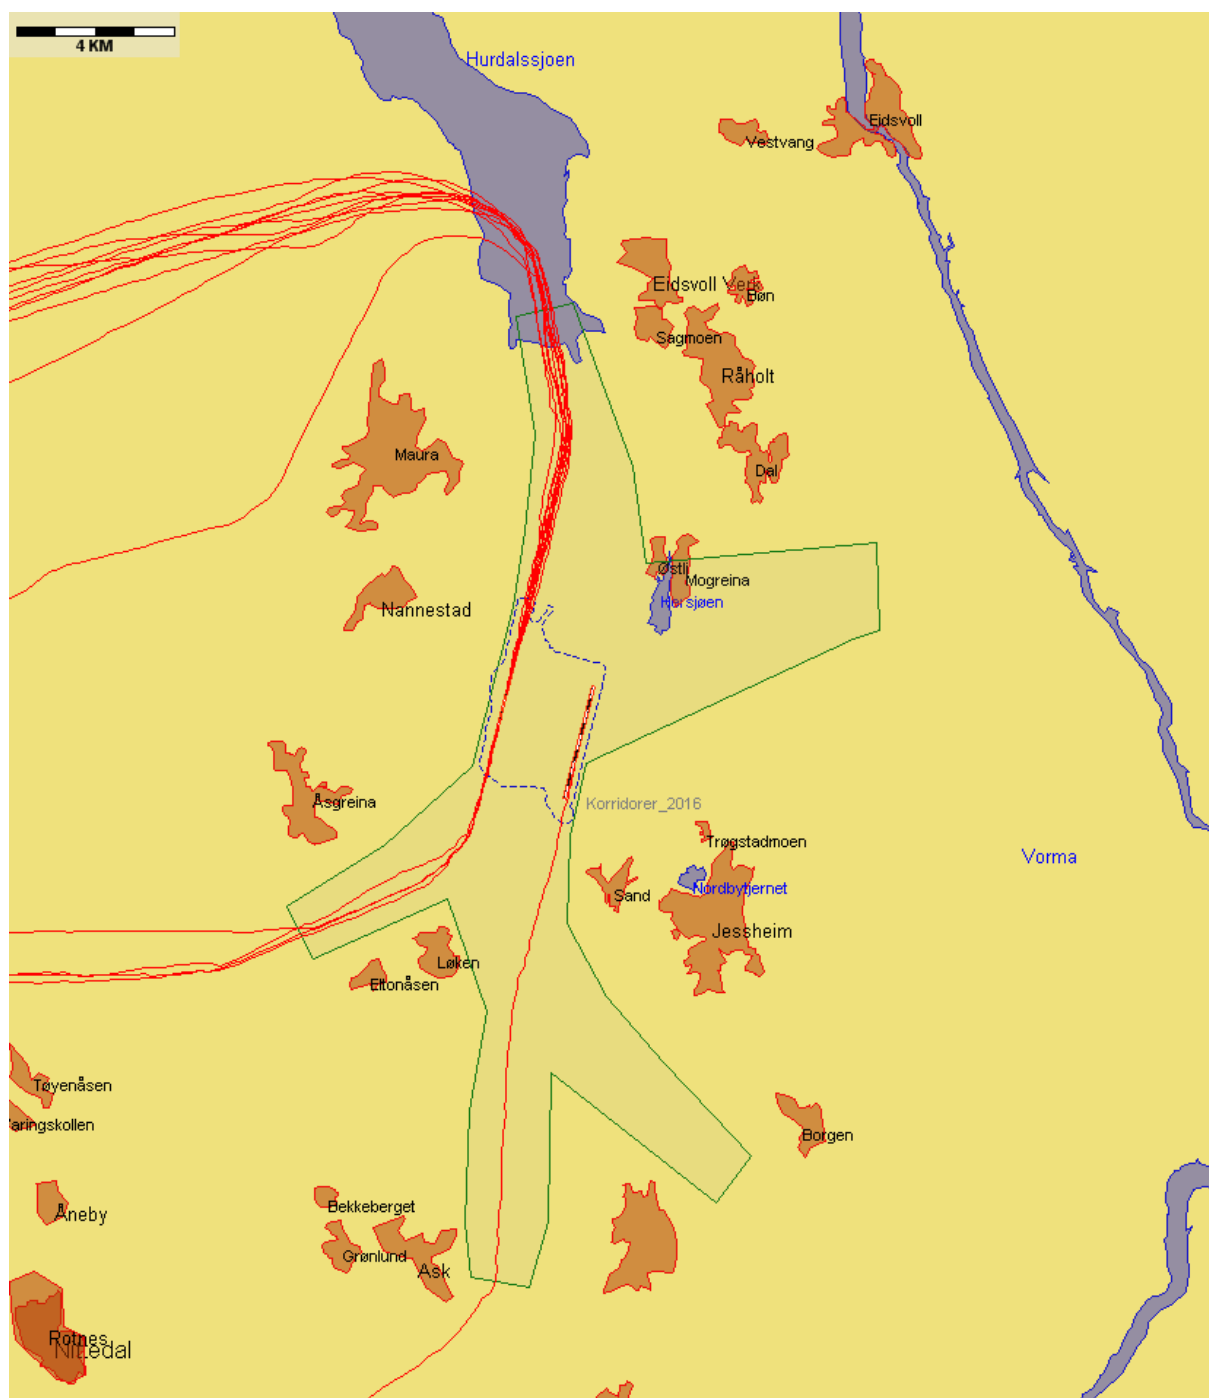 4 KM
Hurdalssjoen
Eidsvoll
Vestvang
Eidsvoll Verk
Bøn
Sagmoen
Råholt
Maura
Dal
Østli
Mogreina
Hersjøen
Nannestad
Åsgreina
Korridorer_2016
Trøgstadmoen
Vorma
Nordbytjernet
Sand
Jessheim
Løken
Eltonåsen
Tøyenåsen
Varingskollen
Borgen
Åneby
Bekkeberget
Grønlund
Ask
Rotnes
Nittedal